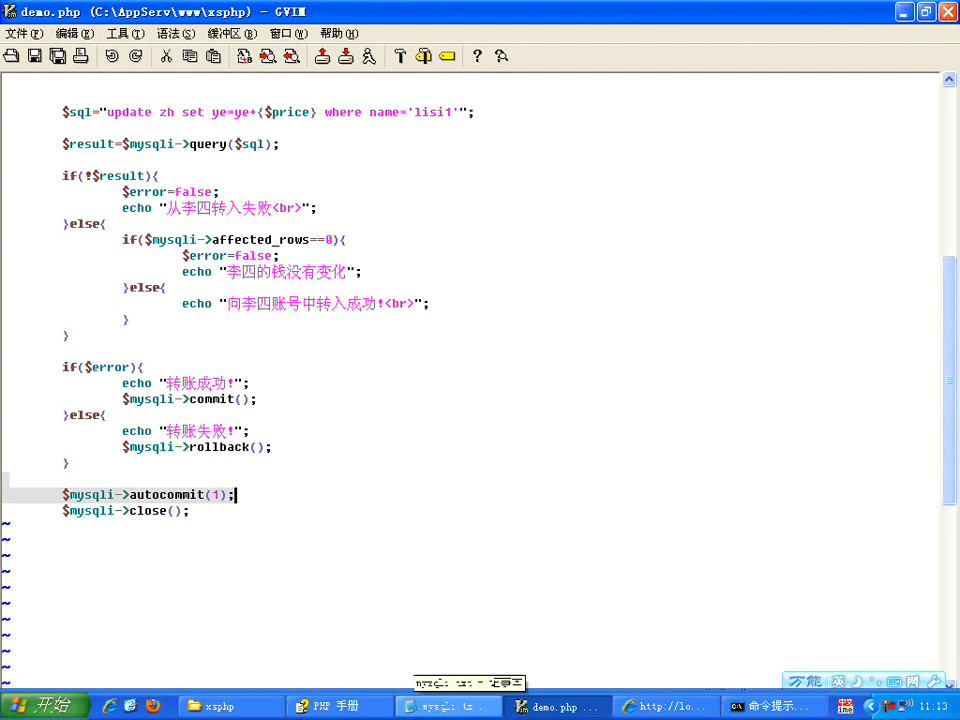 demo.php (C:\AppServ\www\xsphp) - GVIM
文件(F) 编辑(E) 工具(T) 语法(S) 缓冲区(B) 窗口(W) 帮助(H)
$sql="update zh set ye=ye+{$price} where name='lisi1'";
$result=$mysqli->query($sql);
if(!$result){
$error=false;
echo "从李四转入失败<br>";
}else{
if($mysqli->affected_rows==0){
$error=false;
echo "李四的钱没有变化";
}else{
echo "向李四账号中转入成功!<br>";
}
}
if($error){
echo "转账成功!";
$mysqli->commit();
}else{
echo "转账失败!";
$mysqli->rollback();
}
$mysqli->autocommit(1);
$mysqli->close();
~
~
~
~
~
~
~
~
~
~
~
万能 英
开始 xsphp PHP 手册 demo.php ... http://lo... 命令提示... 11:13